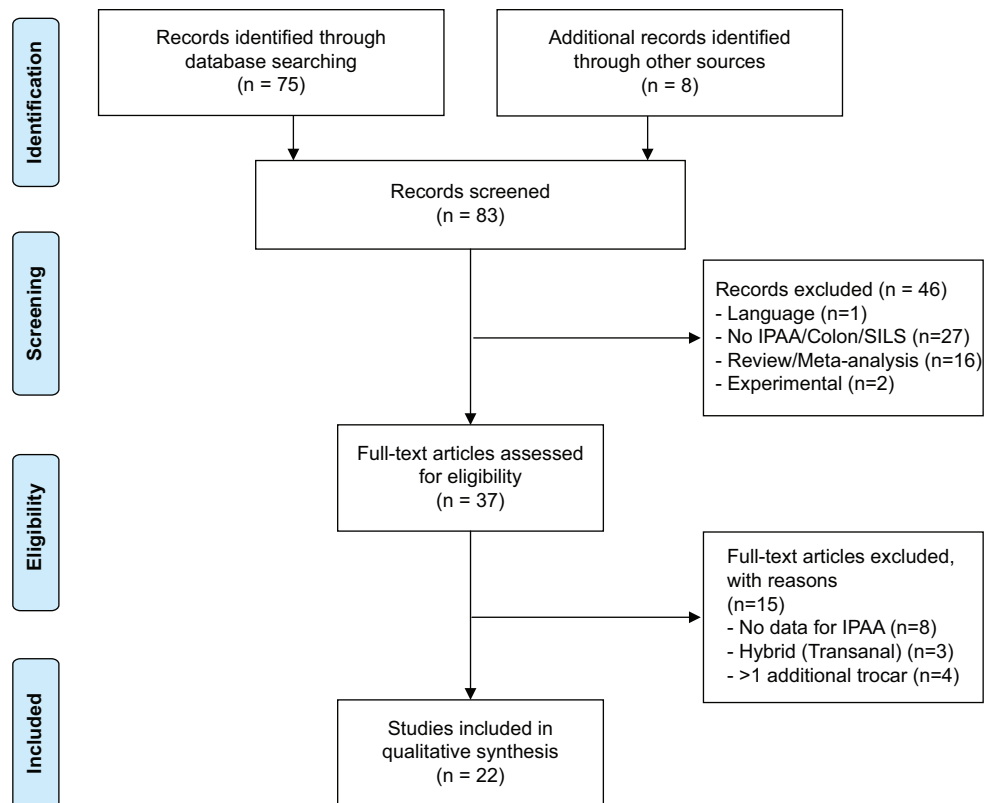 Identification
Records identified through
database searching
(n = 75)
Additional records identified
through other sources
(n = 8)
Records screened
(n = 83)
Screening
Records excluded (n = 46)
- Language (n=1)
- No IPAA/Colon/SILS (n=27)
- Review/Meta-analysis (n=16)
- Experimental (n=2)
Eligibility
Full-text articles assessed
for eligibility
(n = 37)
Full-text articles excluded,
with reasons
(n=15)
- No data for IPAA (n=8)
- Hybrid (Transanal) (n=3)
- >1 additional trocar (n=4)
Included
Studies included in
qualitative synthesis
(n = 22)